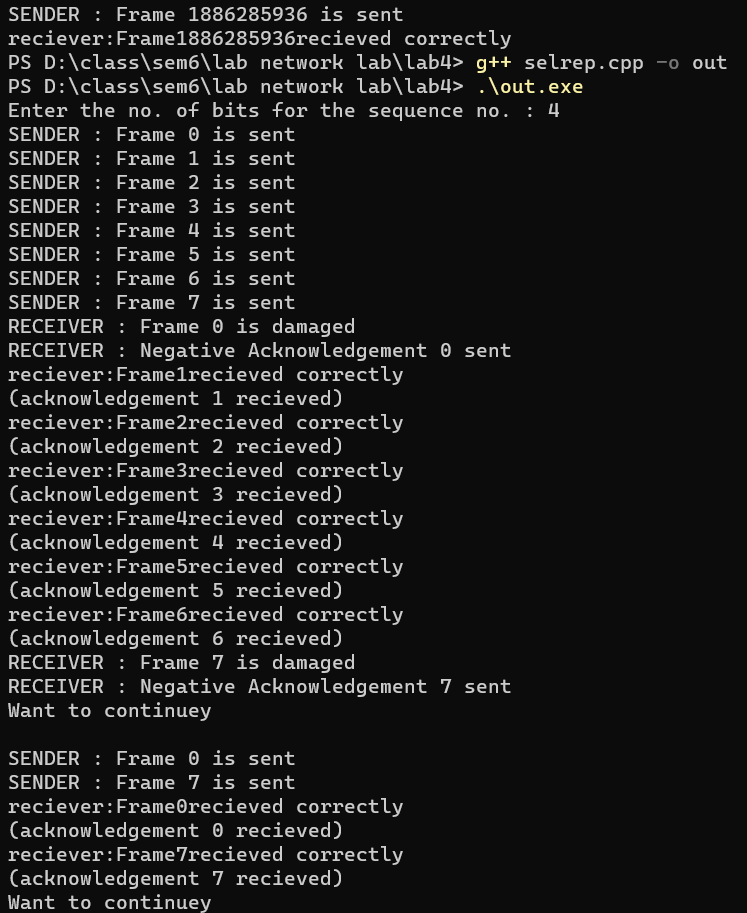 SENDER : Frame 1886285936 is sent
reciever:Frame1886285936recieved correctly
PS D:\class\sem6\lab network lab\lab4> g++ selrep.cpp -o out
PS D:\class\sem6\lab network lab\lab4> .\out.exe
Enter the no. of bits for the sequence no. : 4
SENDER : Frame 0 is sent
SENDER : Frame 1 is sent
SENDER : Frame 2 is sent
SENDER : Frame 3 is sent
SENDER : Frame 4 is sent
SENDER : Frame 5 is sent
SENDER : Frame 6 is sent
SENDER : Frame 7 is sent
RECEIVER : Frame 0 is damaged
RECEIVER : Negative Acknowledgement 0 sent
reciever:Frame1recieved correctly
(acknowledgement 1 recieved)
reciever:Frame2recieved correctly
(acknowledgement 2 recieved)
reciever:Frame3recieved correctly
(acknowledgement 3 recieved)
reciever:Frame4recieved correctly
(acknowledgement 4 recieved)
reciever:Frame5recieved correctly
(acknowledgement 5 recieved)
reciever:Frame6recieved correctly
(acknowledgement 6 recieved)
RECEIVER : Frame 7 is damaged
RECEIVER : Negative Acknowledgement 7 sent
Want to continuey

SENDER : Frame 0 is sent
SENDER : Frame 7 is sent
reciever:Frame0recieved correctly
(acknowledgement 0 recieved)
reciever:Frame7recieved correctly
(acknowledgement 7 recieved)
Want to continuey